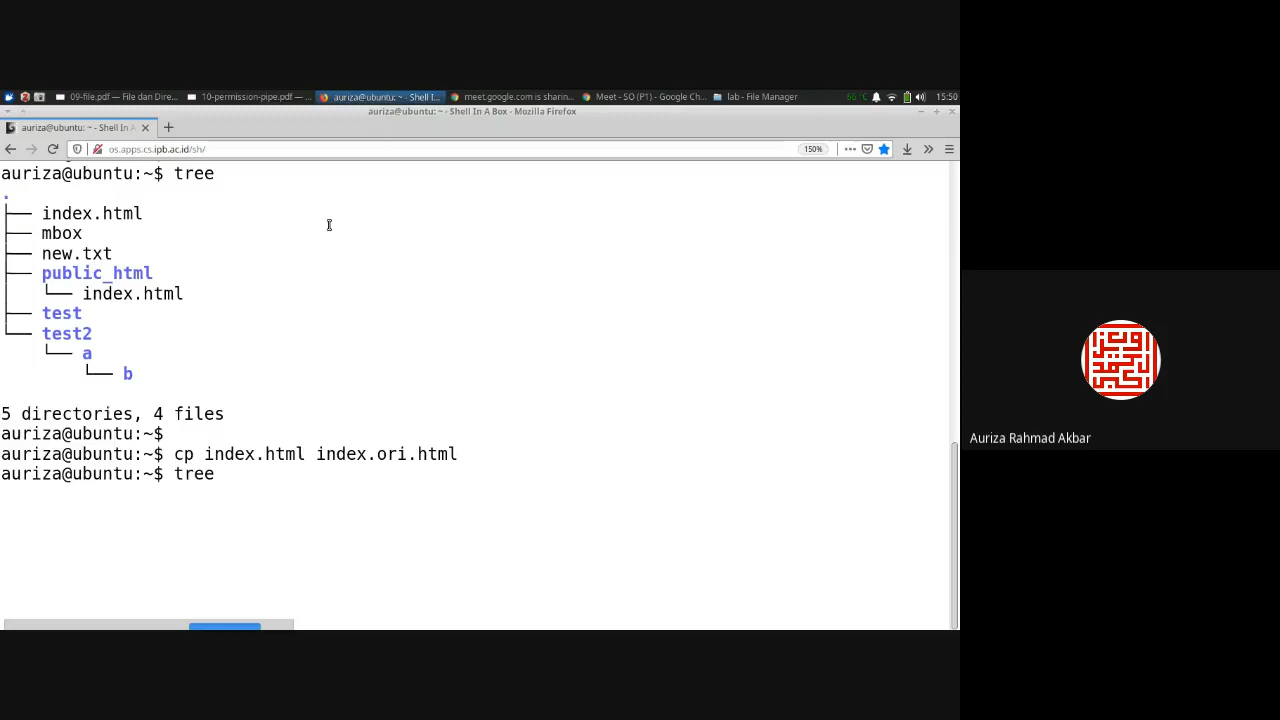 09-file.pdf — File dan Dire...
10-permission-pipe.pdf — ...
auriza@ubuntu: ~ - Shell I...
meet.google.com is sharin...
Meet - SO (P1) - Google Ch...
lab - File Manager
66°C
15:50
auriza@ubuntu: ~ - Shell In A Box - Mozilla Firefox
auriza@ubuntu: ~ - Shell In A
os.apps.cs.ipb.ac.id/sh/
150%
auriza@ubuntu:~$ tree
.
├── index.html
├── mbox
├── new.txt
├── public_html
│   └── index.html
├── test
└── test2
    └── a
        └── b
5 directories, 4 files
auriza@ubuntu:~$
auriza@ubuntu:~$ cp index.html index.ori.html
auriza@ubuntu:~$ tree
Auriza Rahmad Akbar